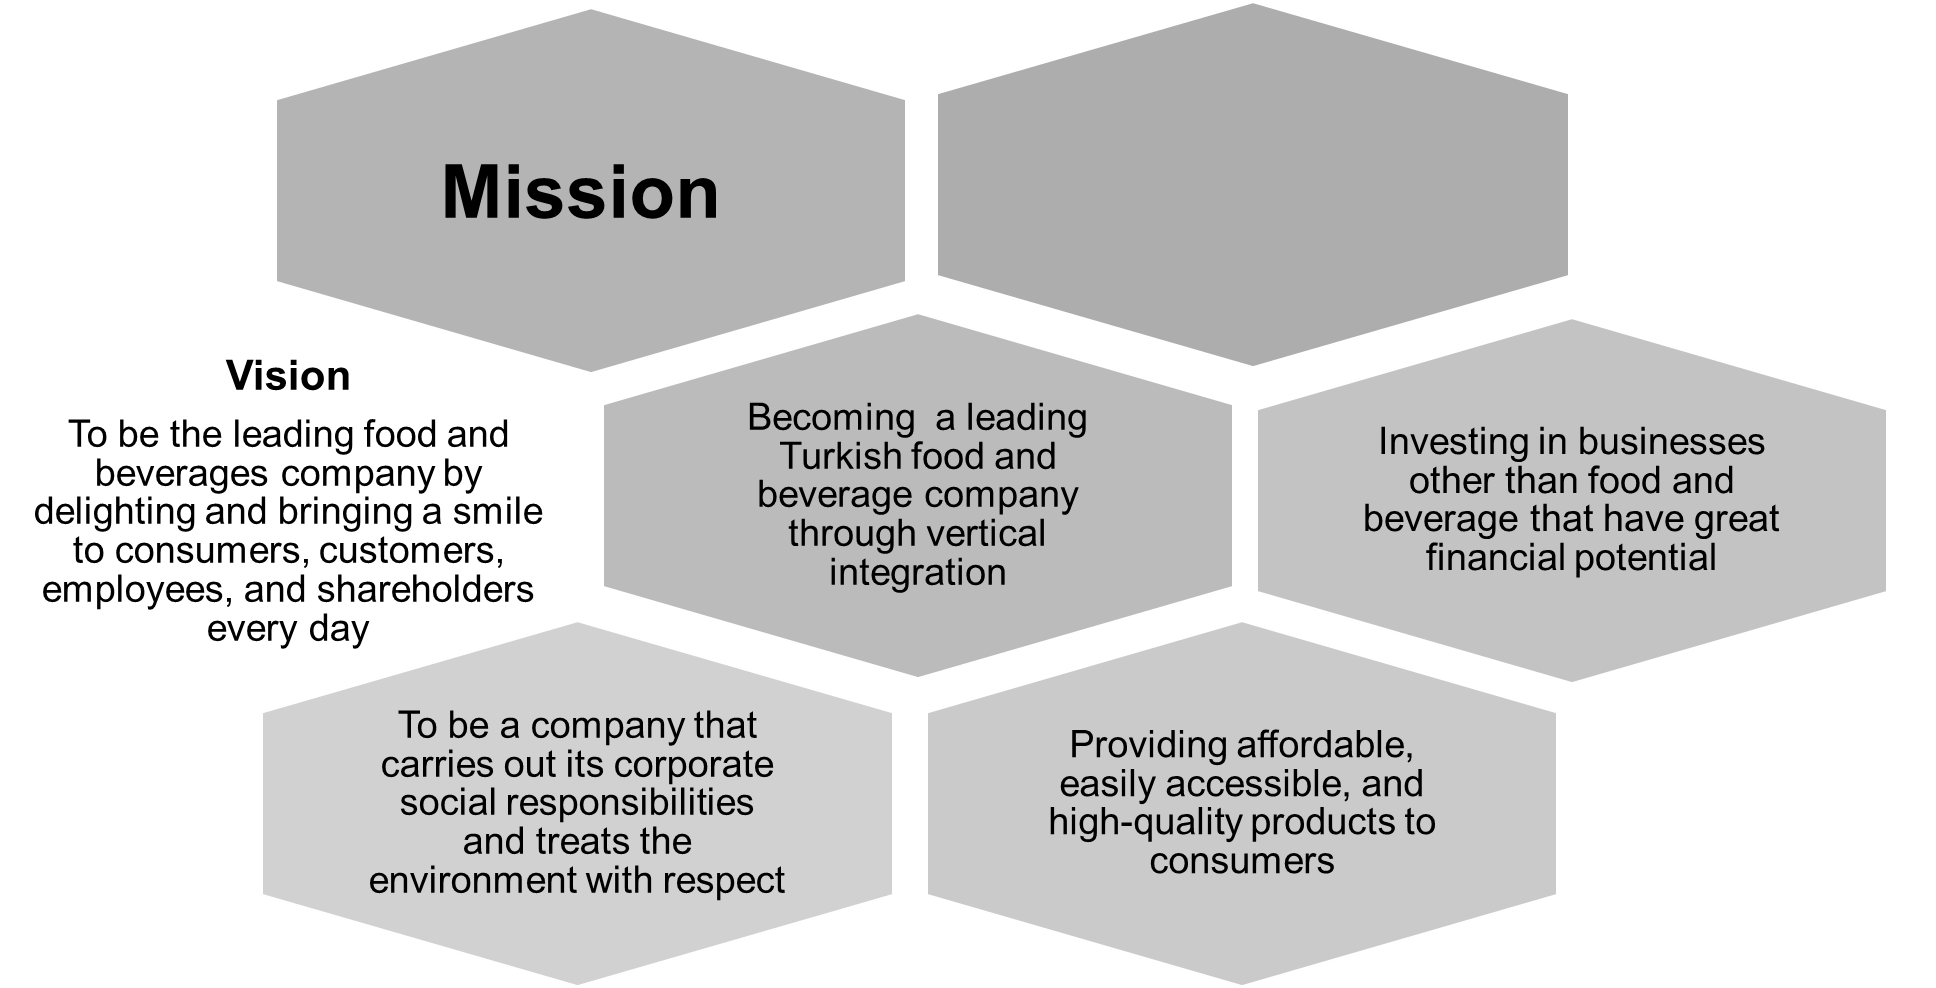 Mission
Vision
To be the leading food and
beverages company by
delighting and bringing a smile
to consumers, customers,
employees, and shareholders
every day
Becoming  a leading
Turkish food and
beverage company
through vertical
integration
Investing in businesses
other than food and
beverage that have great
financial potential
To be a company that
carries out its corporate
social responsibilities
and treats the
environment with respect
Providing affordable,
easily accessible, and
high-quality products to
consumers